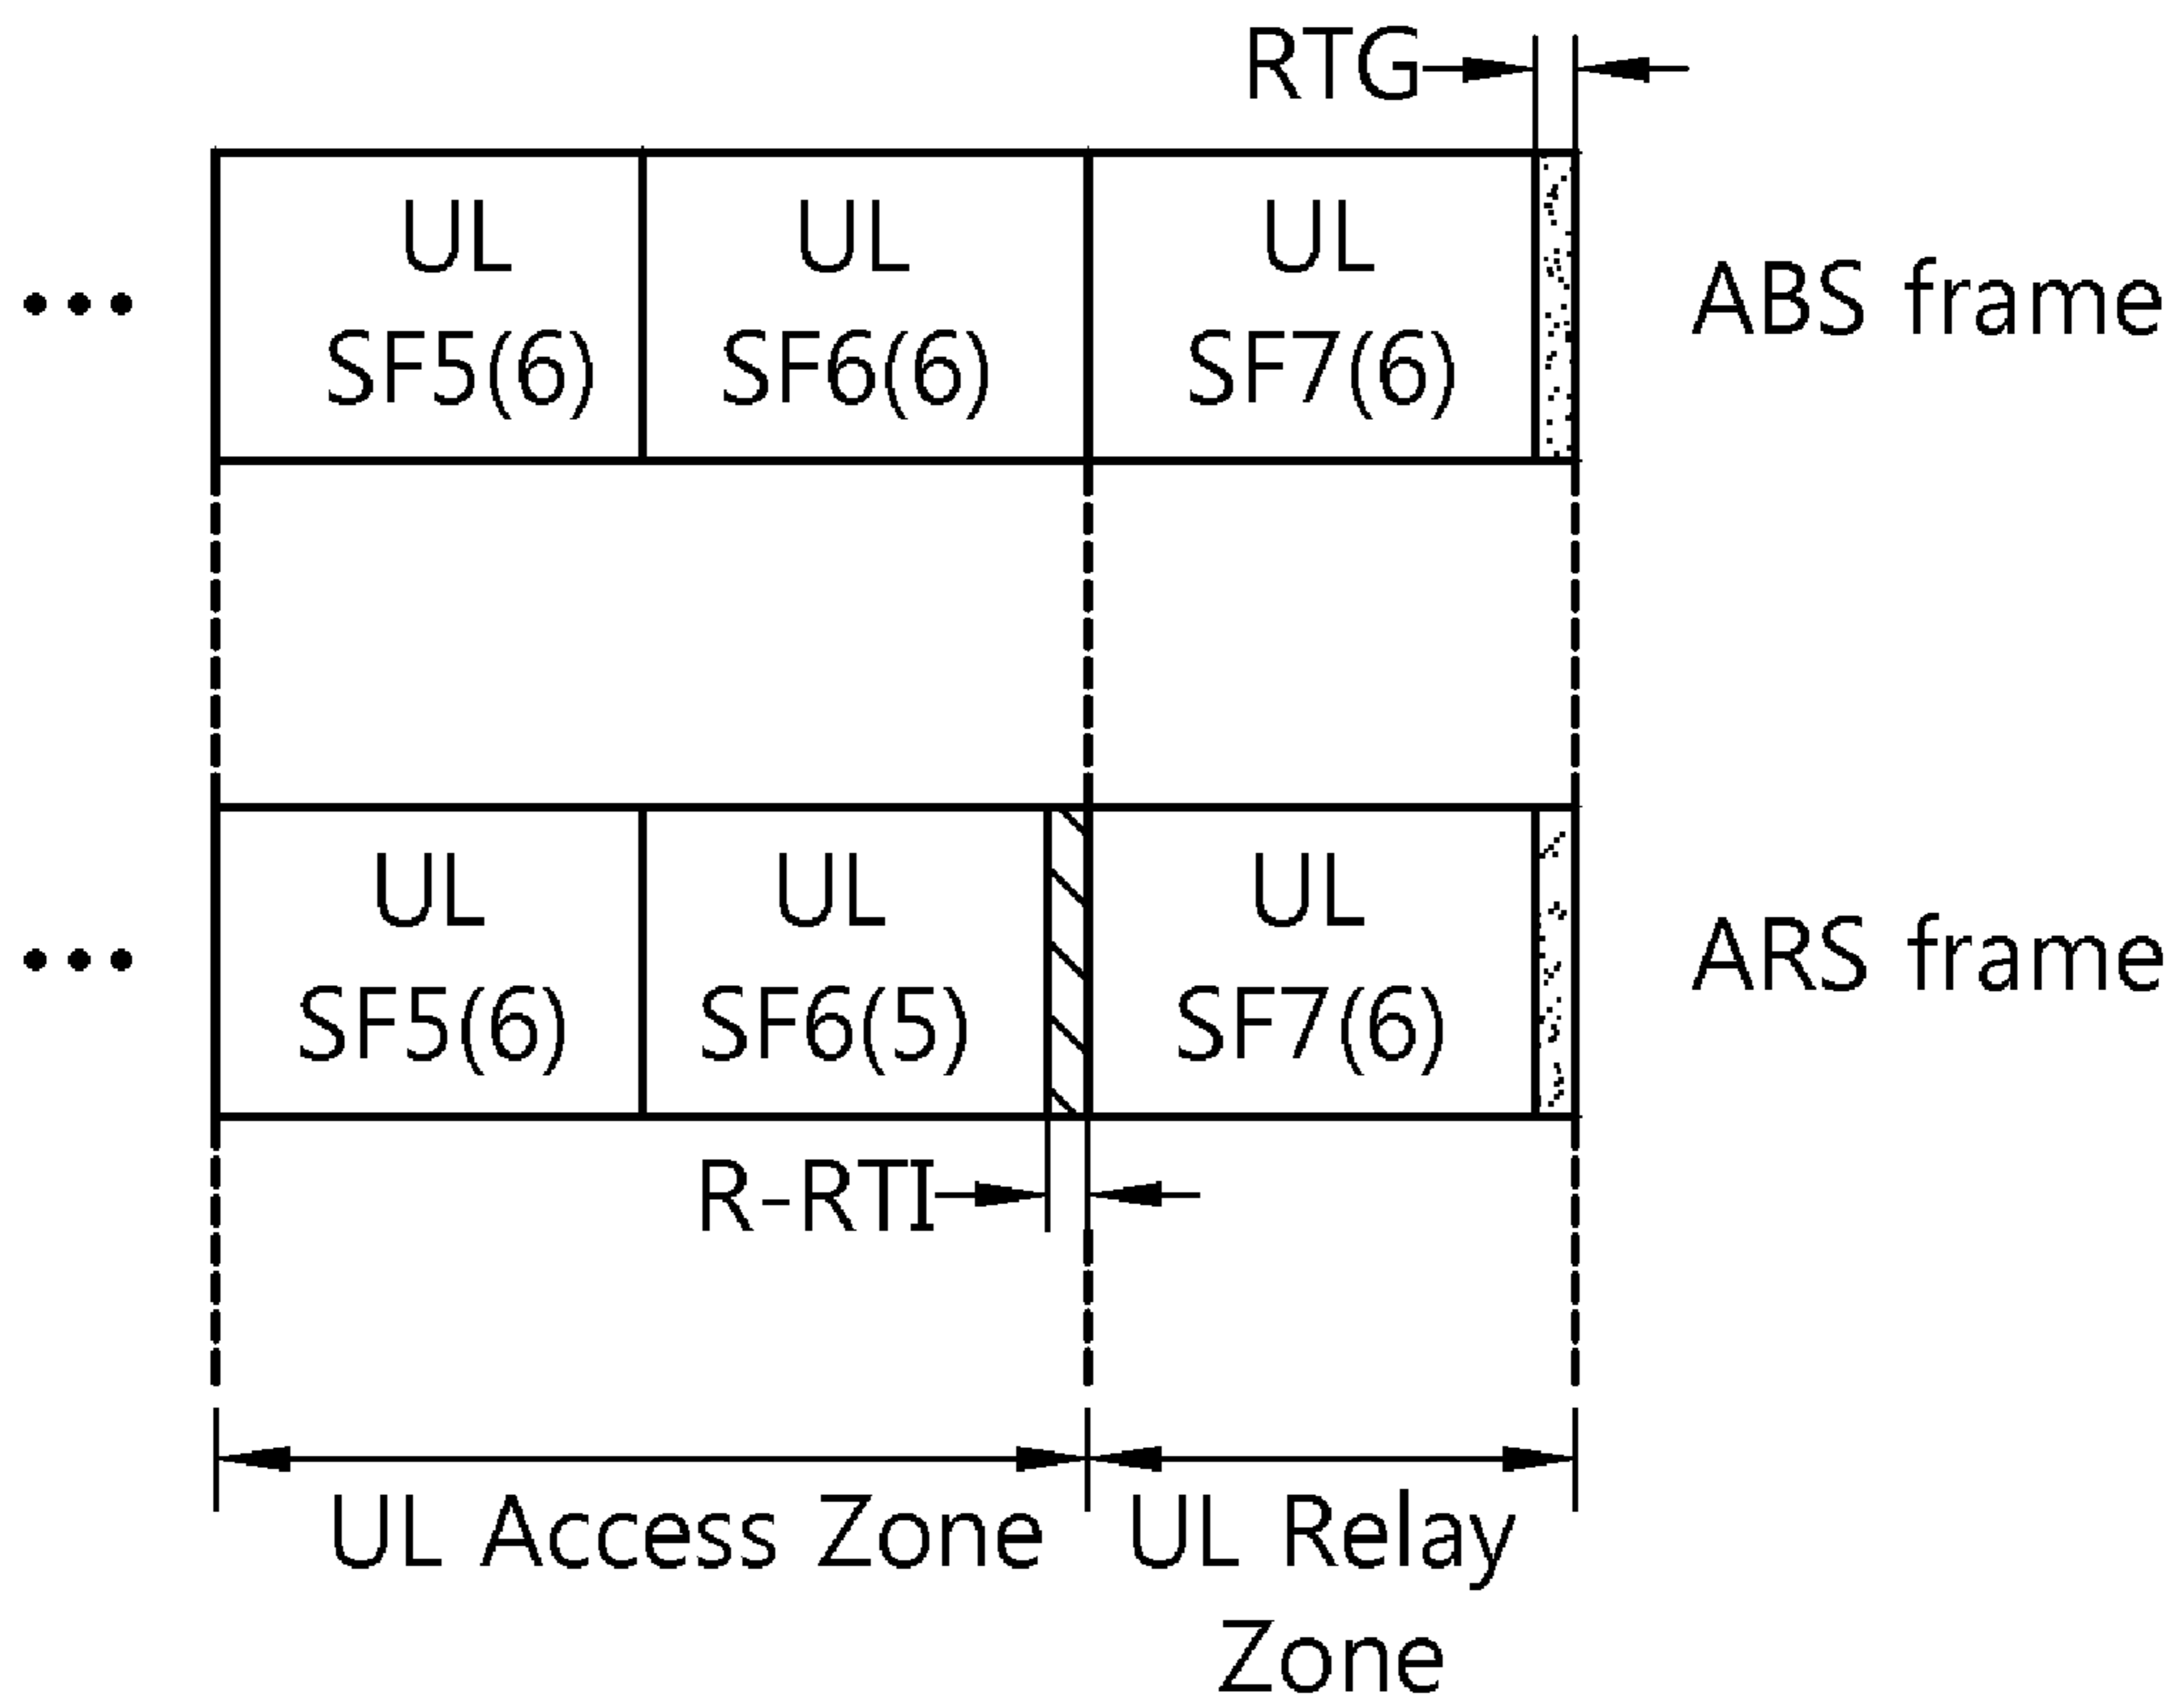 RTG
UL
SF5(6)
UL
SF6(6)
UL
SF7(6)
ABS frame
UL
SF5(6)
UL
SF6(5)
UL
SF7(6)
ARS frame
R-RTI
UL Access Zone
UL Relay
Zone